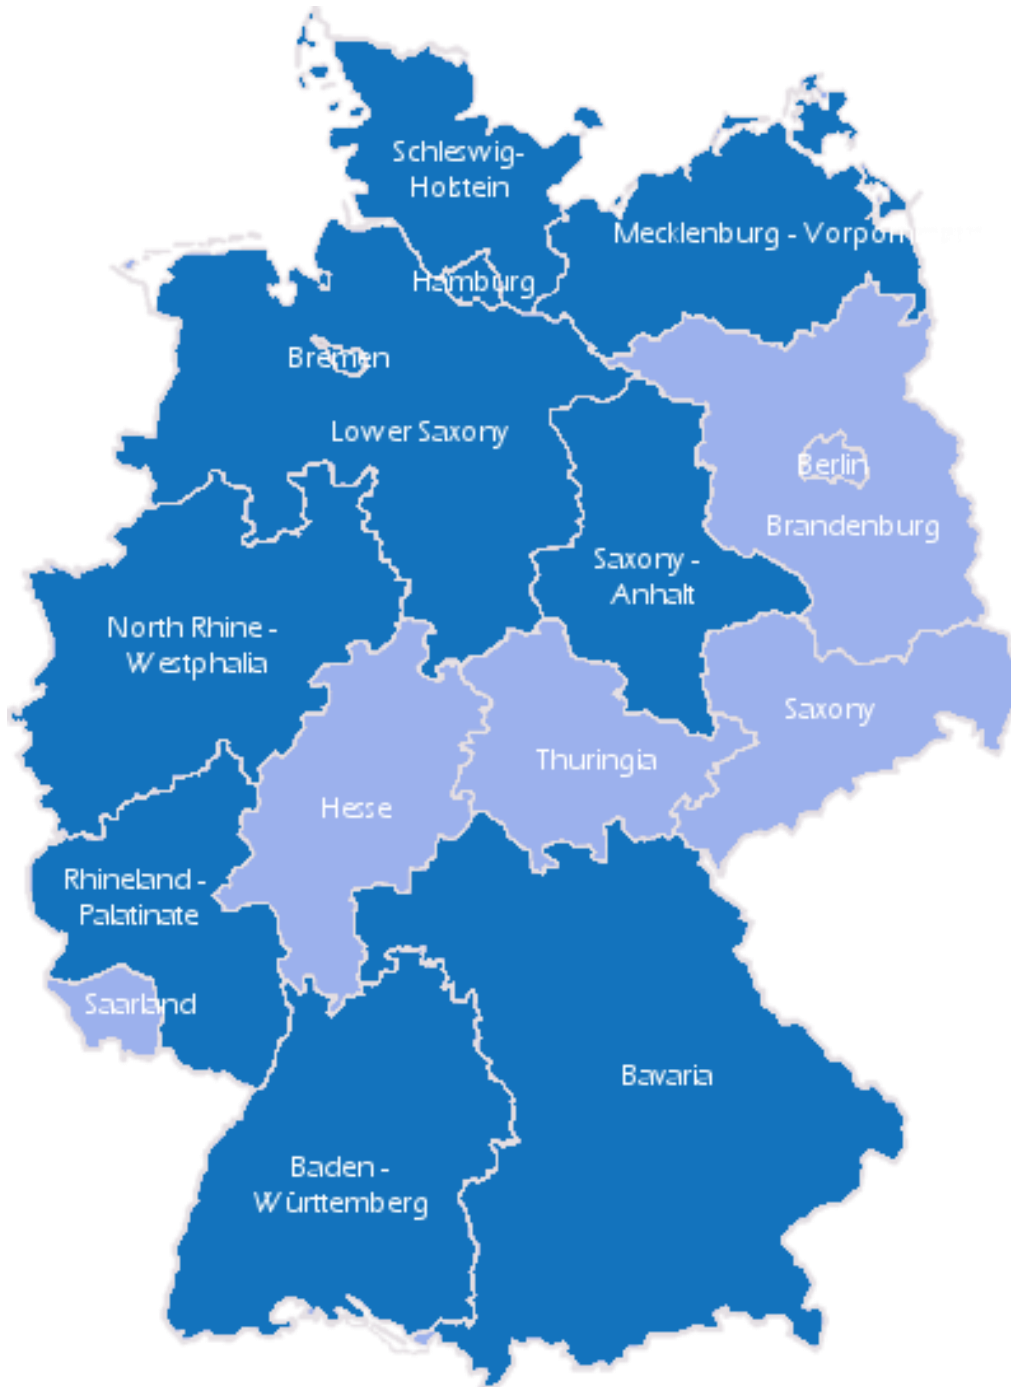 Schleswig-
Holstein
Mecklenburg - Vorpom
Hamburg
Bremen
Lower Saxony
Berlin
Brandenburg
Saxony -
Anhalt
North Rhine -
Westphalia
Saxony
Thuringia
Hesse
Rhineland -
Palatinate
Saarland
Bavaria
Baden -
Württemberg